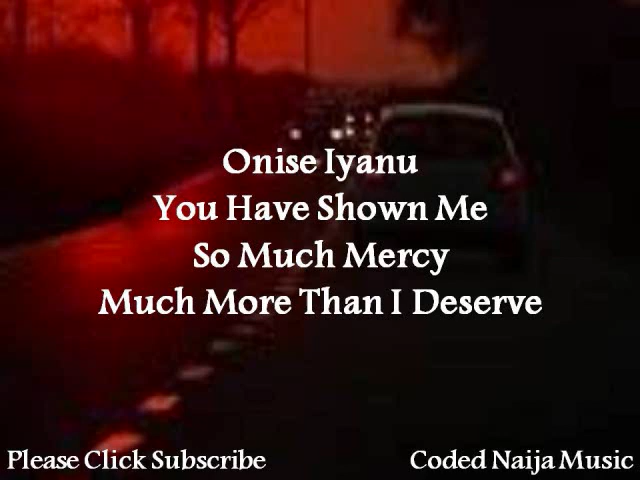 Onise Iyanu
You Have Shown Me
So Much Mercy
Much More Than I Deserve
Please Click Subscribe
Coded Naija Music